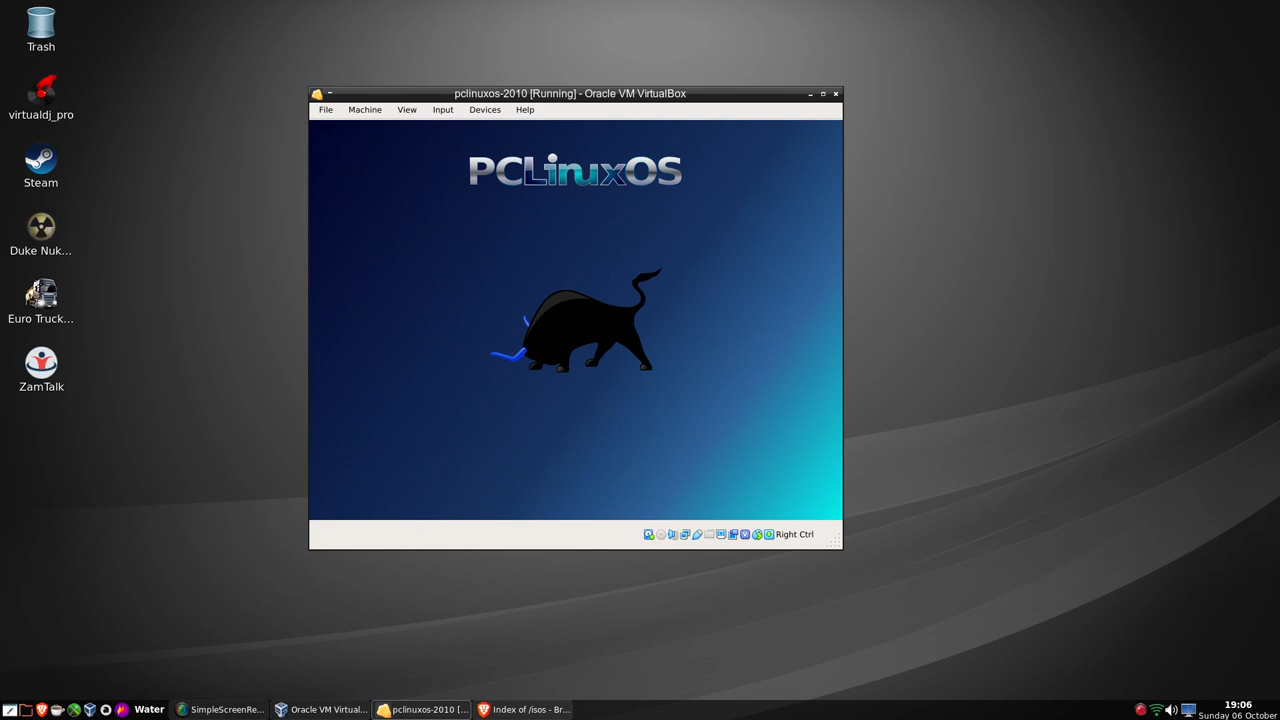 Trash
virtualdj_pro
Steam
Duke Nuk...
Euro Truck...
ZamTalk
pclinuxos-2010 [Running] - Oracle VM VirtualBox
File Machine View Input Devices Help
PCLinuxOS
Right Ctrl
Water
SimpleScreenRe...
Oracle VM Virtual...
pclinuxos-2010 [...
Index of /isos - Br...
19:06
Sunday 06 October